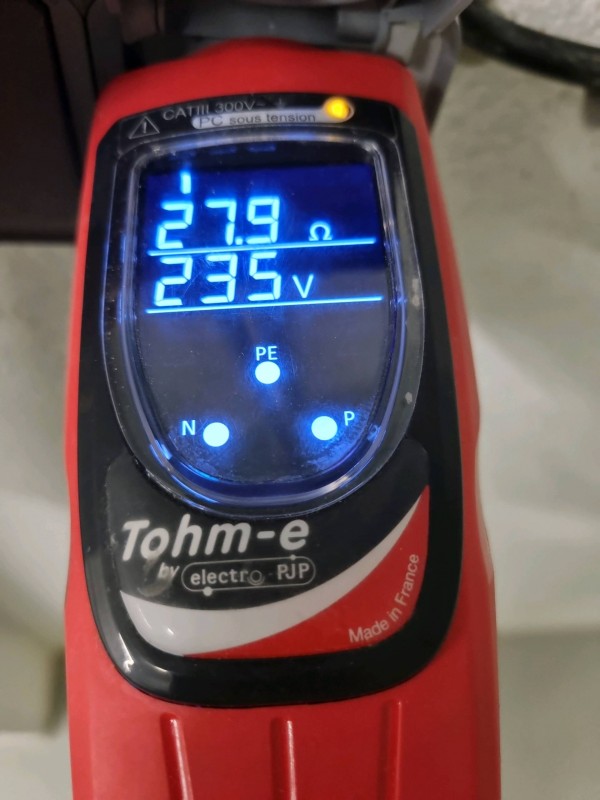 CATIII 300V~
PC sous tension
27.9 Ω
235 V
PE
N P
Tohm-e
by electro PJP
Made in France